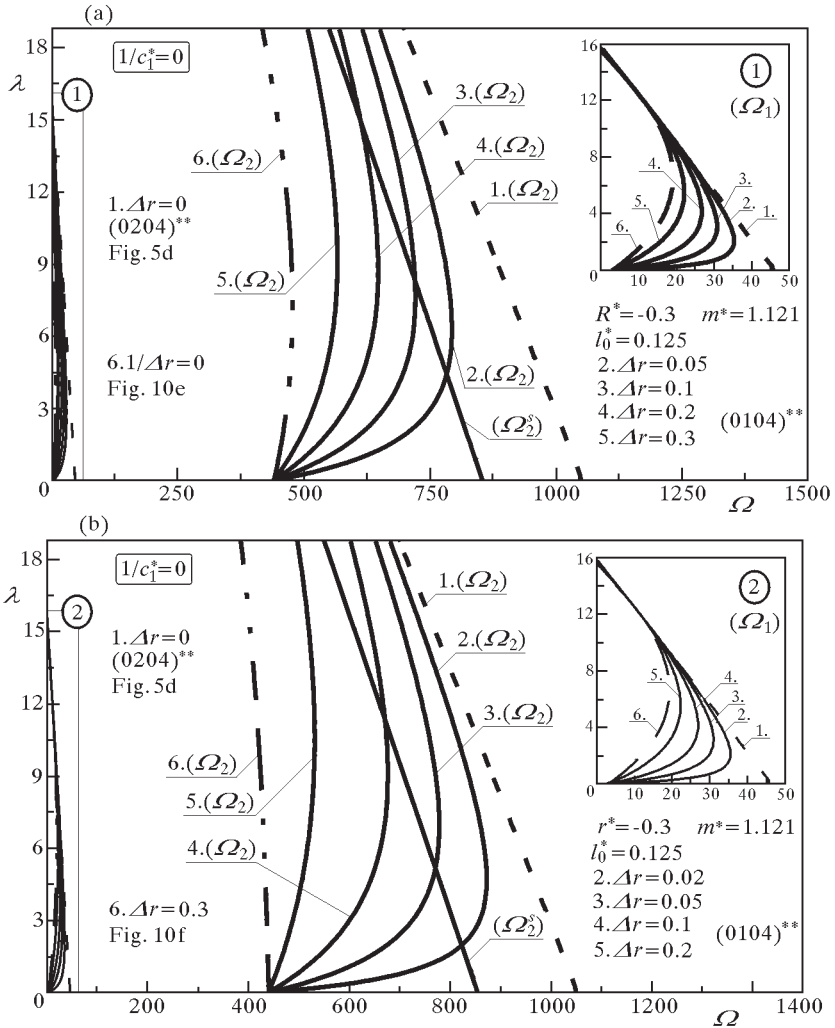 (a)
1/c₁*=0
λ
18
15
12
9
6
3
0
①
1.Δr=0
(0204)**
Fig. 5d
6.1/Δr=0
Fig. 10e
6.(Ω₂)
5.(Ω₂)
3.(Ω₂)
4.(Ω₂)
1.(Ω₂)
2.(Ω₂)
(Ω₂ˢ)
16
12
8
4
0
①
(Ω₁)
4.
5.
6.
3.
2.
1.
0 10 20 30 40 50
R*=-0.3 m*=1.121
l₀*=0.125
2.Δr=0.05
3.Δr=0.1
4.Δr=0.2
5.Δr=0.3
(0104)**
0 250 500 750 1000 1250 1500
Ω
(b)
1/c₁*=0
λ
18
15
12
9
6
3
0
②
1.Δr=0
(0204)**
Fig. 5d
6.Δr=0.3
Fig. 10f
6.(Ω₂)
5.(Ω₂)
4.(Ω₂)
1.(Ω₂)
2.(Ω₂)
3.(Ω₂)
(Ω₂ˢ)
16
12
8
4
0
②
(Ω₁)
5.
6.
4.
3.
2.
1.
10 20 30 40 50
r*=-0.3 m*=1.121
l₀*=0.125
2.Δr=0.02
3.Δr=0.05
4.Δr=0.1
5.Δr=0.2
(0104)**
0 200 400 600 800 1000 1200 1400
Ω